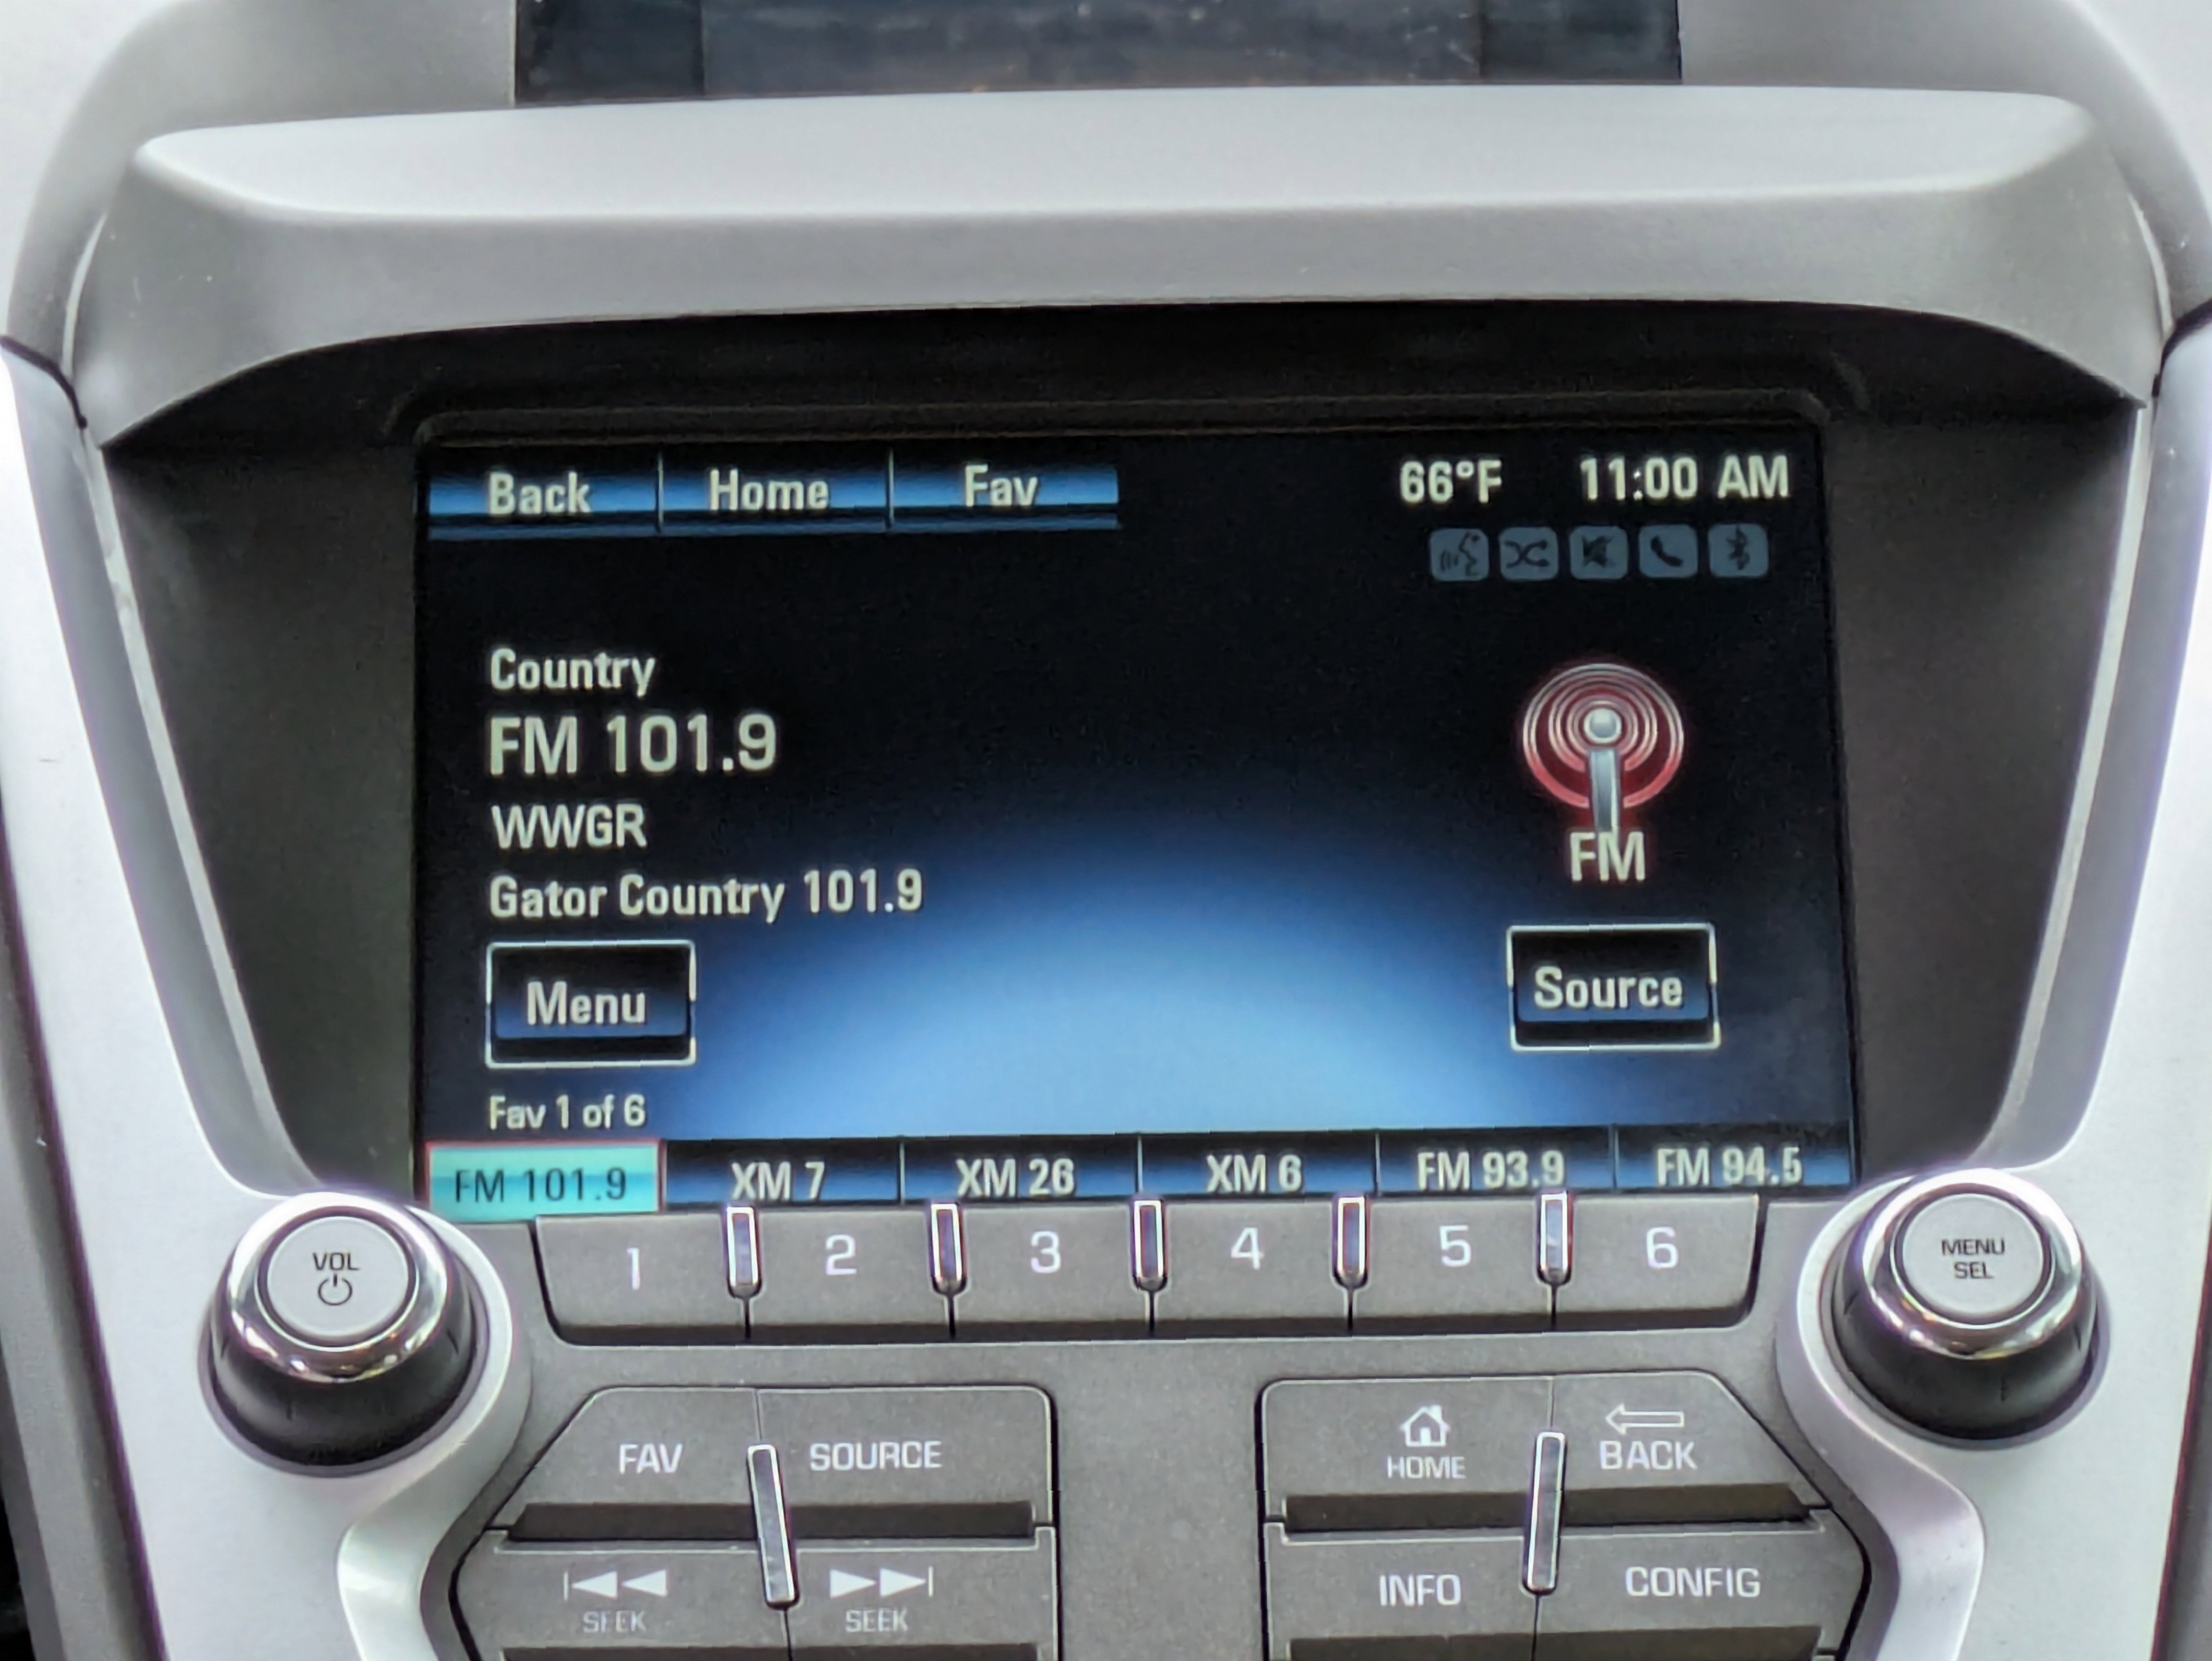 Back Home Fav 66°F 11:00 AM
Country
FM 101.9
WWGR
Gator Country 101.9
FM
Menu Source
Fav 1 of 6
FM 101.9 XM 7 XM 26 XM 6 FM 93.9 FM 94.5
1 2 3 4 5 6
VOL
MENU
SEL
FAV SOURCE
HOME BACK
SEEK SEEK
INFO CONFIG